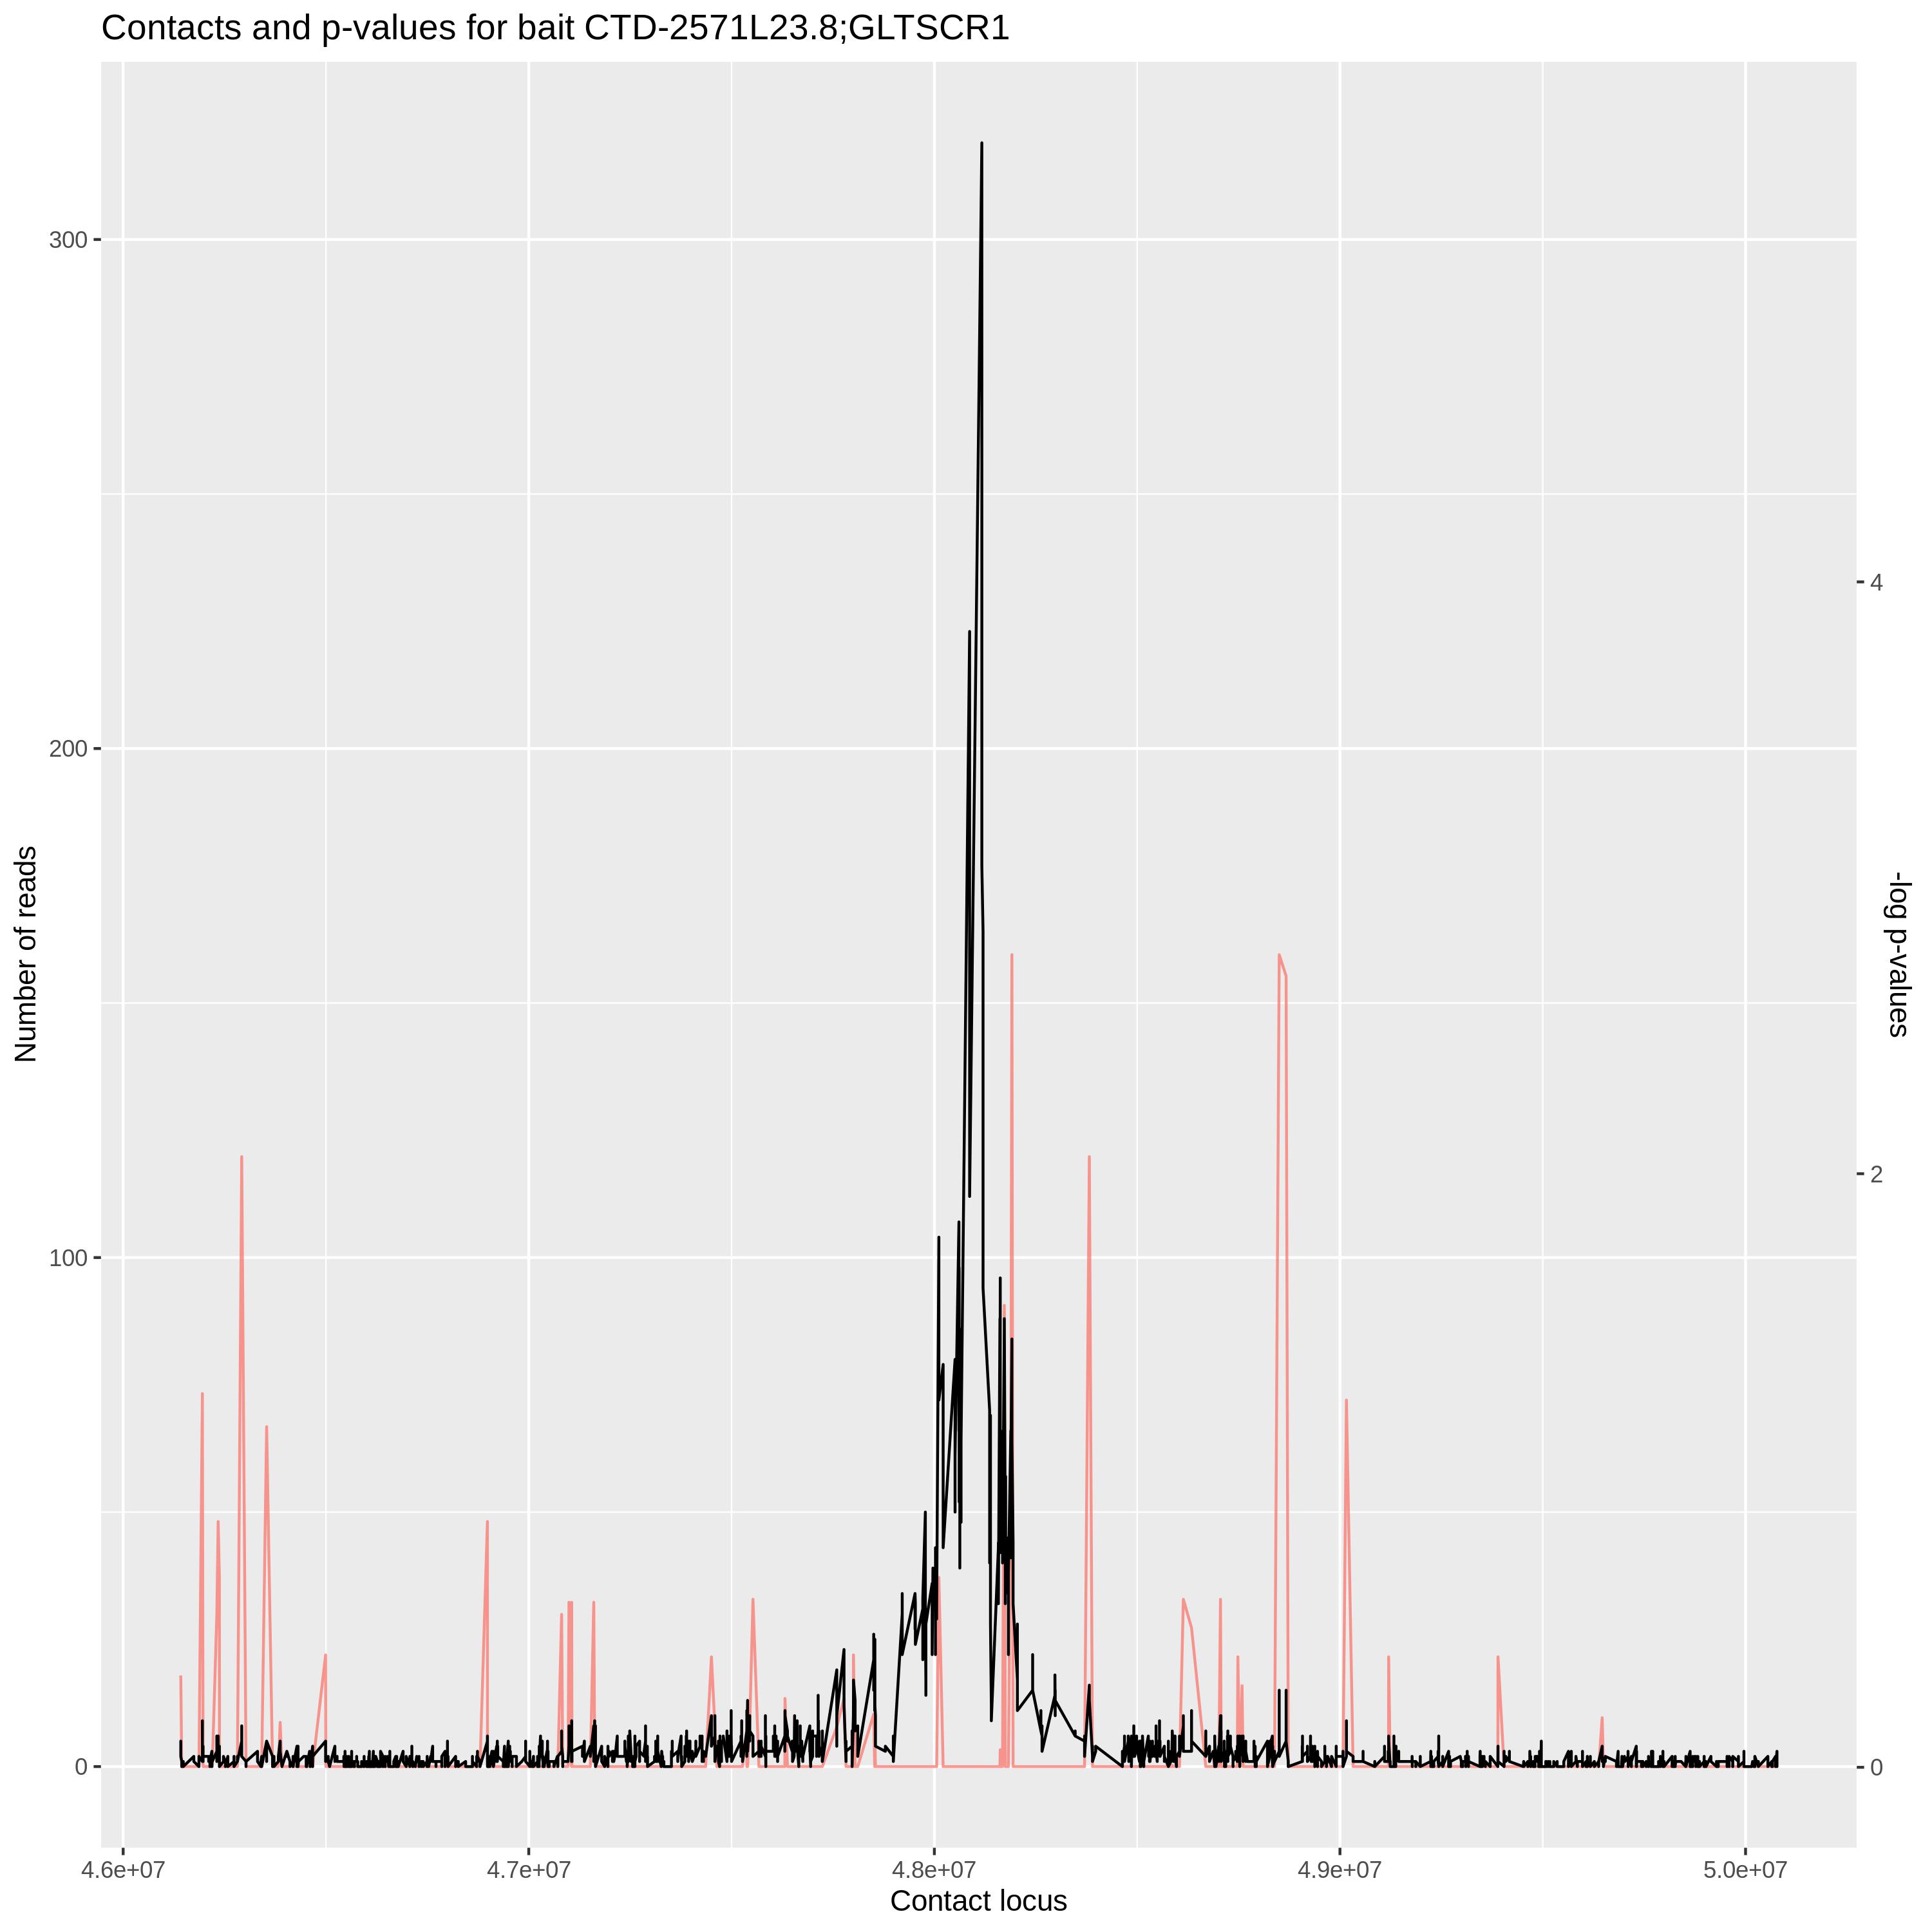 Contacts and p-values for bait CTD-2571L23.8;GLTSCR1
300
200
100
0
Number of reads
4
2
0
-log p-values
4.6e+07
4.7e+07
4.8e+07
4.9e+07
5.0e+07
Contact locus